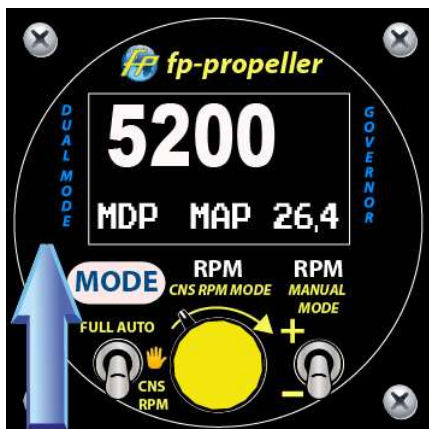 FP fp-propeller
DUAL MODE
5200
GOVERNOR
MDP MAP 26,4
MODE
RPM
CNS RPM MODE
RPM
MANUAL
MODE
FULL AUTO
+
CNS
RPM
−